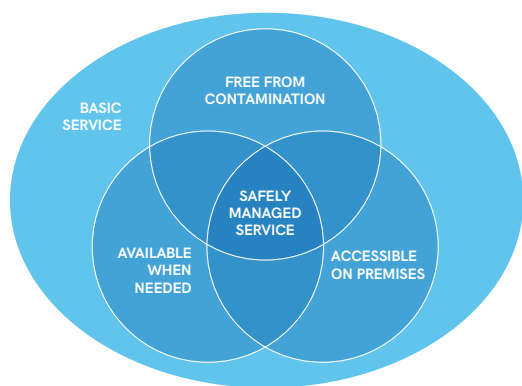 FREE FROM
CONTAMINATION
BASIC
SERVICE
SAFELY
MANAGED
SERVICE
AVAILABLE
WHEN
NEEDED
ACCESSIBLE
ON PREMISES